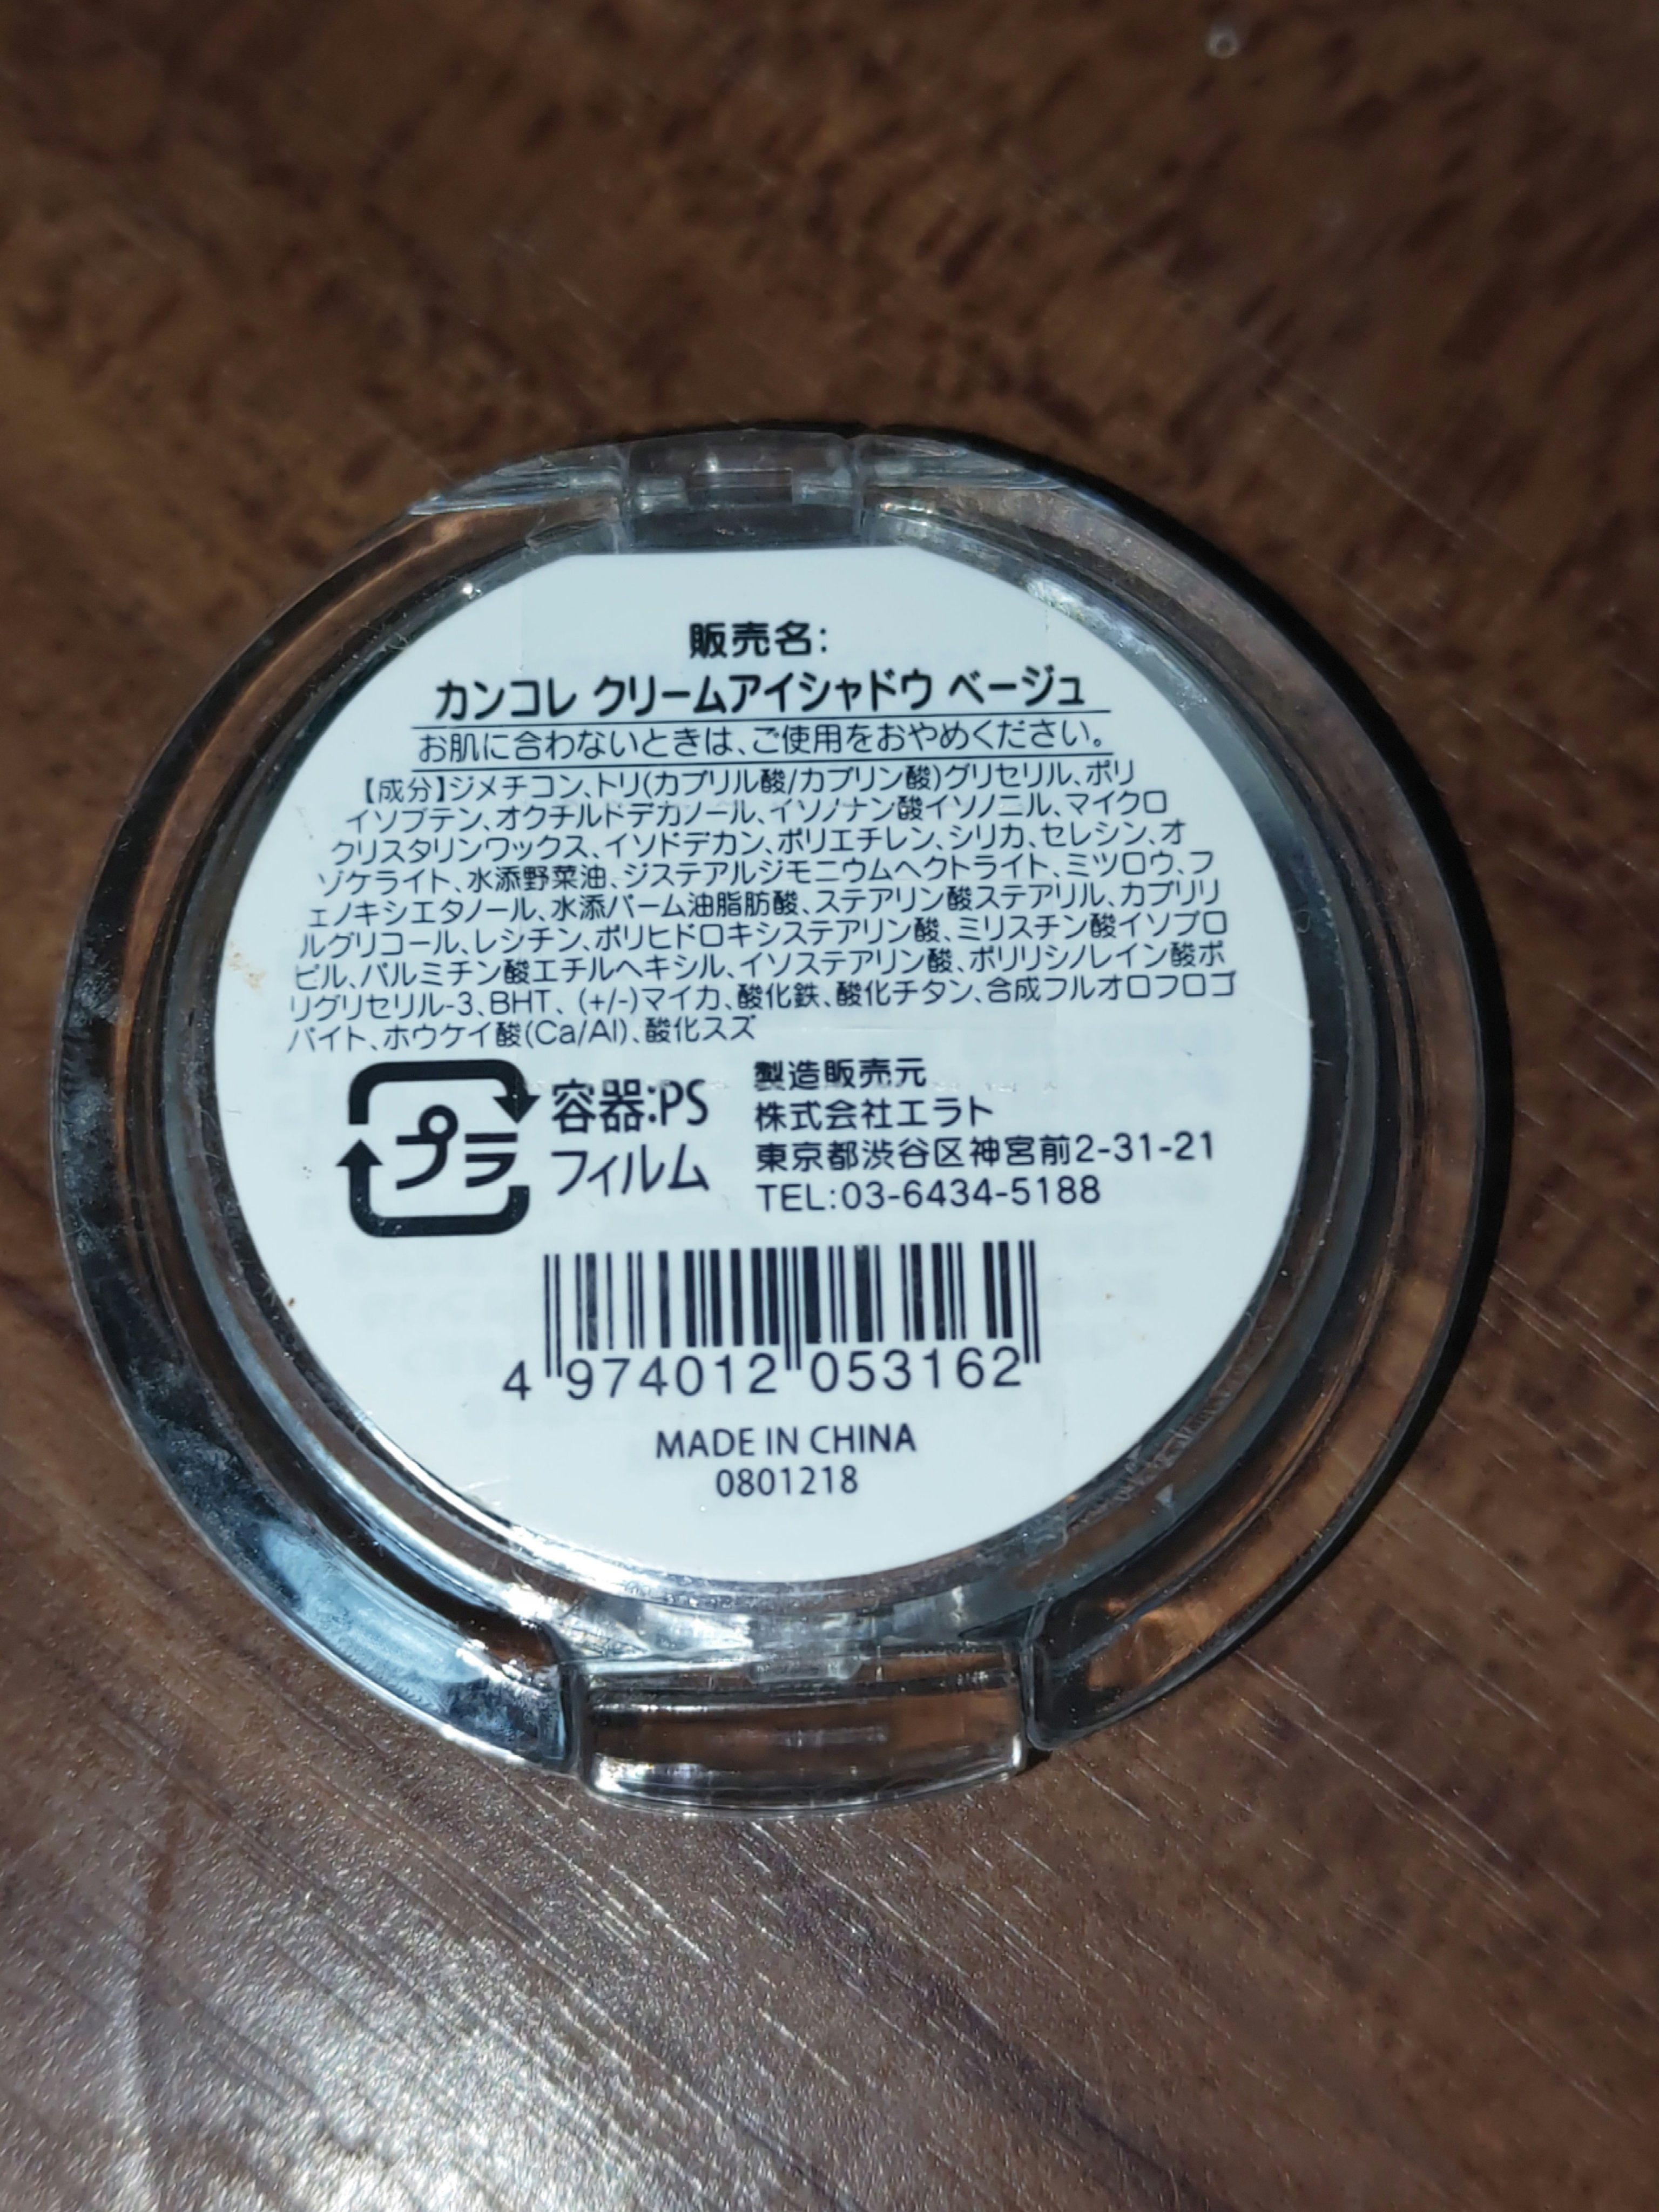 販売名:
カンコレ クリームアイシャドウ ベージュ
お肌に合わないときは、ご使用をおやめください。
【成分】ジメチコン、トリ(カプリル酸/カプリン酸)グリセリル、ポリ
イソブテン、オクチルドデカノール、イソノナン酸イソノニル、マイクロ
クリスタリンワックス、イソドデカン、ポリエチレン、シリカ、セレシン、オ
ゾケライト、水添野菜油、ジステアルジモニウムヘクトライト、ミツロウ、フ
ェノキシエタノール、水添パーム油脂肪酸、ステアリン酸ステアリル、カプリリ
ルグリコール、レシチン、ポリヒドロキシステアリン酸、ミリスチン酸イソプロ
ピル、パルミチン酸エチルヘキシル、イソステアリン酸、ポリリシノレイン酸ポ
リグリセリル-3、BHT、(+/-)マイカ、酸化鉄、酸化チタン、合成フルオロフロゴ
パイト、ホウケイ酸(Ca/Al)、酸化スズ
プラ
容器:PS
フィルム
製造販売元
株式会社エラト
東京都渋谷区神宮前2-31-21
TEL:03-6434-5188
4 974012 053162
MADE IN CHINA
0801218